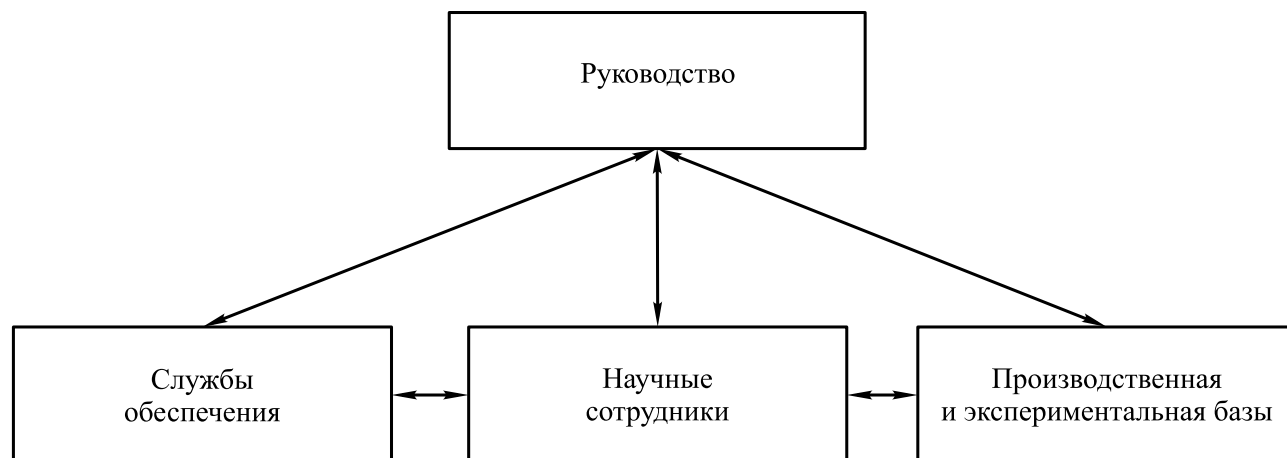 Руководство
Службы
обеспечения
Научные
сотрудники
Производственная
и экспериментальная базы